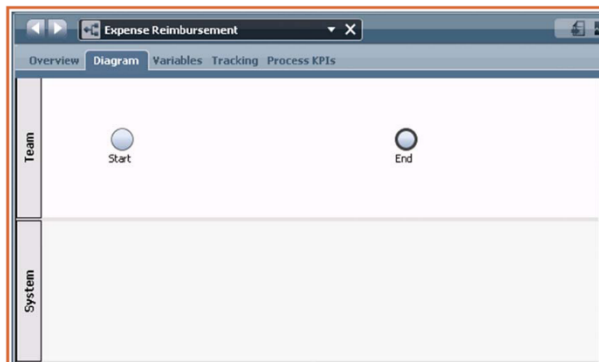 Expense Reimbursement
Overview Diagram Variables Tracking Process KPIs
Team
Start
End
System